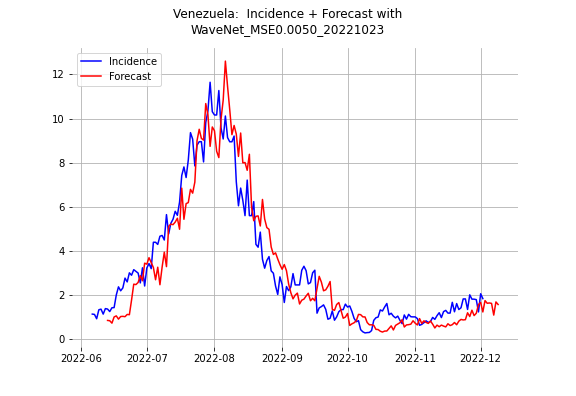 Venezuela:  Incidence + Forecast with
WaveNet_MSE0.0050_20221023
Incidence
Forecast
12
10
8
6
4
2
0
2022-06 2022-07 2022-08 2022-09 2022-10 2022-11 2022-12